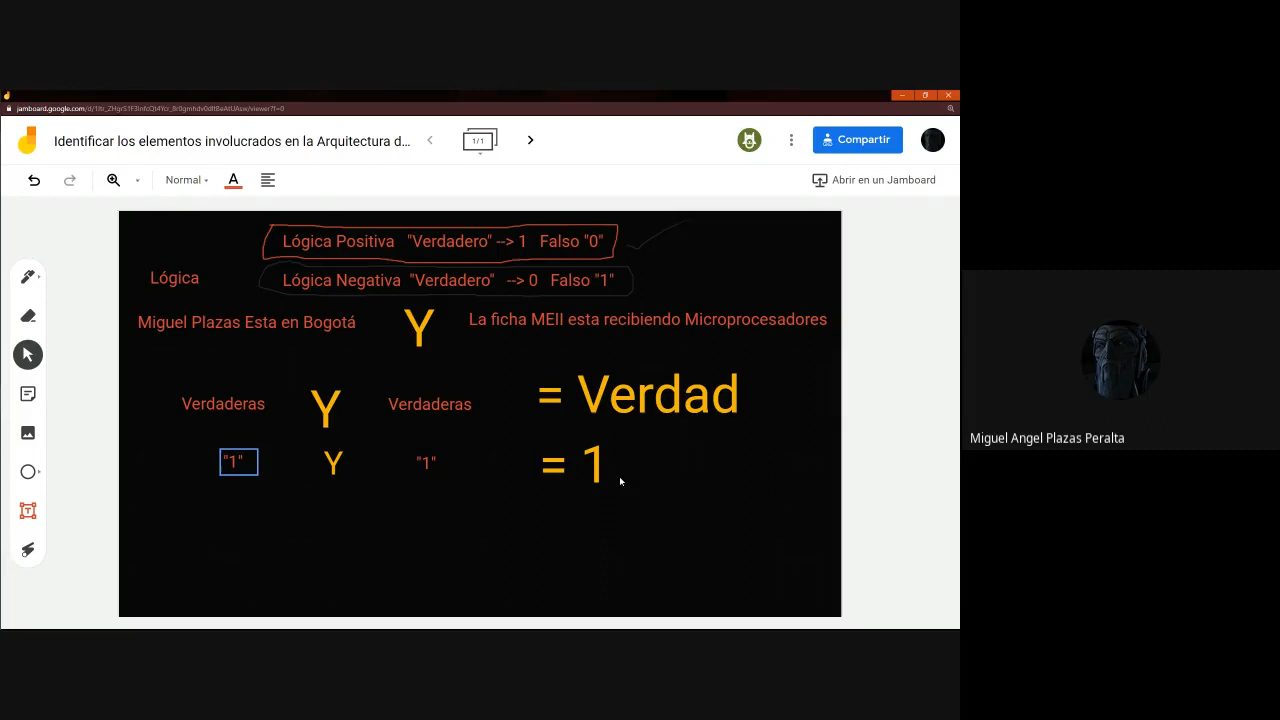 Identificar los elementos involucrados en la Arquitectura d...
1/1
Compartir
Normal
A
Abrir en un Jamboard
Lógica Positiva "Verdadero" --> 1 Falso "0"
Lógica
Lógica Negativa "Verdadero" --> 0 Falso "1"
Miguel Plazas Esta en Bogotá
Y
La ficha MEII esta recibiendo Microprocesadores
Verdaderas
Y
Verdaderas
= Verdad
"1"
Y
"1"
= 1
Miguel Angel Plazas Peralta